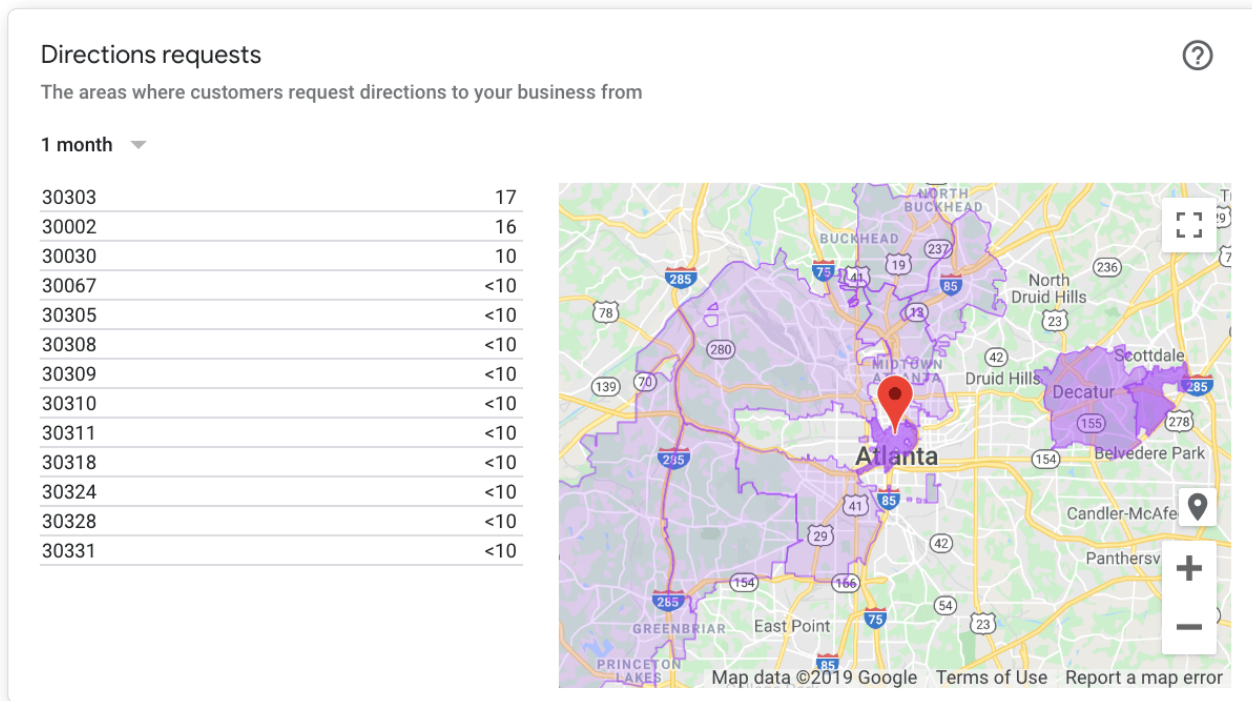 Directions requests
The areas where customers request directions to your business from
1 month
30303 17
30002 16
30030 10
30067 <10
30305 <10
30308 <10
30309 <10
30310 <10
30311 <10
30318 <10
30324 <10
30328 <10
30331 <10
NORTH
BUCKHEAD
BUCKHEAD
237
19
41
75
285
85
236
North
Druid Hills
78
13
23
280
42
MIDTOWN
ATLANTA
Scottdale
139
70
Druid Hills
285
Decatur
155
278
Atlanta
285
154
Belvedere Park
85
41
Candler-McAfee
29
42
Panthersv
154
166
285
54
75
23
GREENBRIAR
East Point
PRINCETON
LAKES
85
Map data ©2019 Google Terms of Use Report a map error